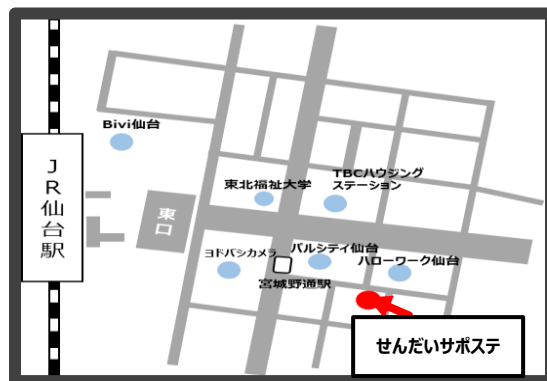 Bivi仙台
JR仙台駅
東口
東北福祉大学
TBCハウジング
ステーション
ヨドバシカメラ
パルシティ仙台
ハローワーク仙台
宮城野通駅
せんだいサポステ